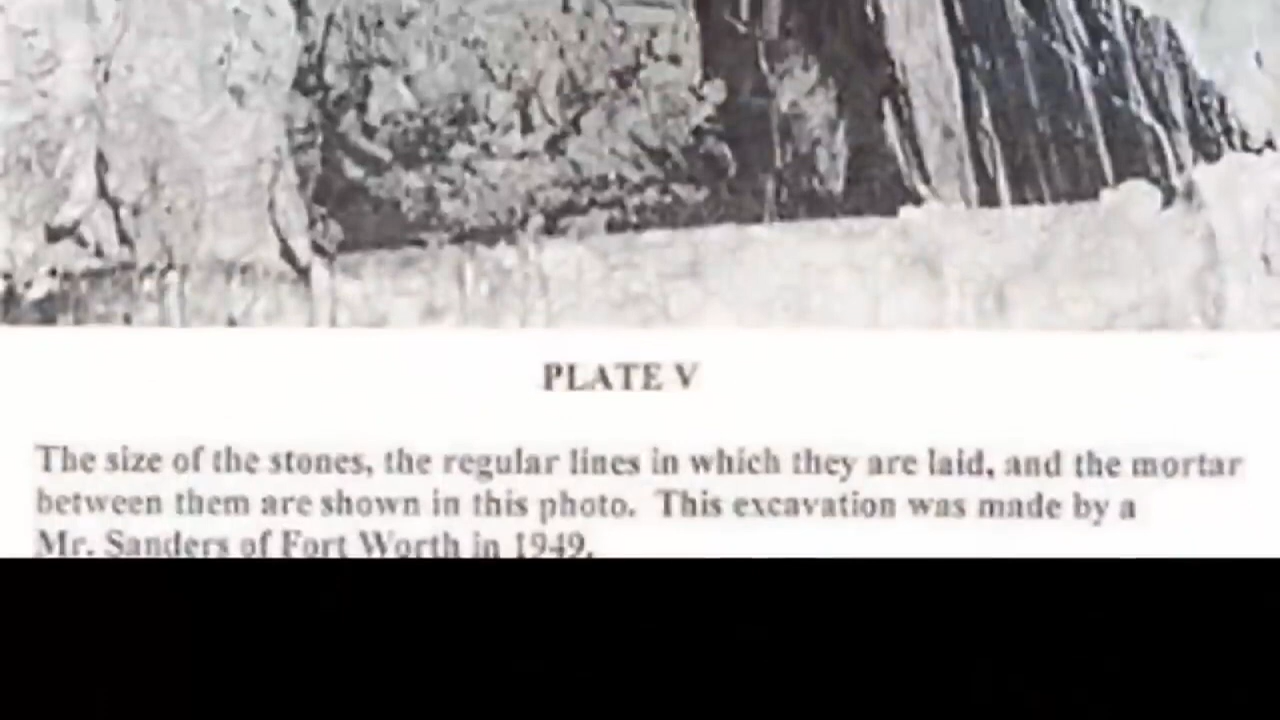 PLATE V
The size of the stones, the regular lines in which they are laid, and the mortar
between them are shown in this photo. This excavation was made by a
Mr. Sanders of Fort Worth in 1949.